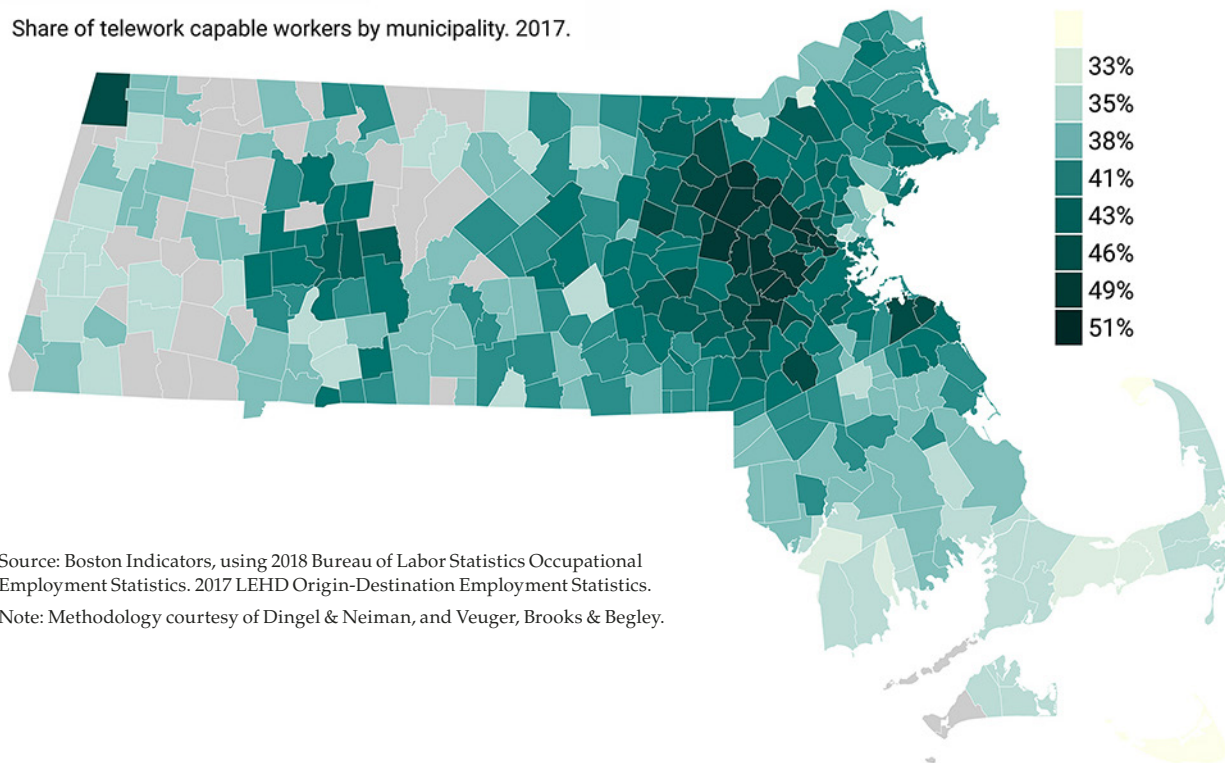 Share of telework capable workers by municipality. 2017.
33%
35%
38%
41%
43%
46%
49%
51%
Source: Boston Indicators, using 2018 Bureau of Labor Statistics Occupational
Employment Statistics. 2017 LEHD Origin-Destination Employment Statistics.
Note: Methodology courtesy of Dingel & Neiman, and Veuger, Brooks & Begley.